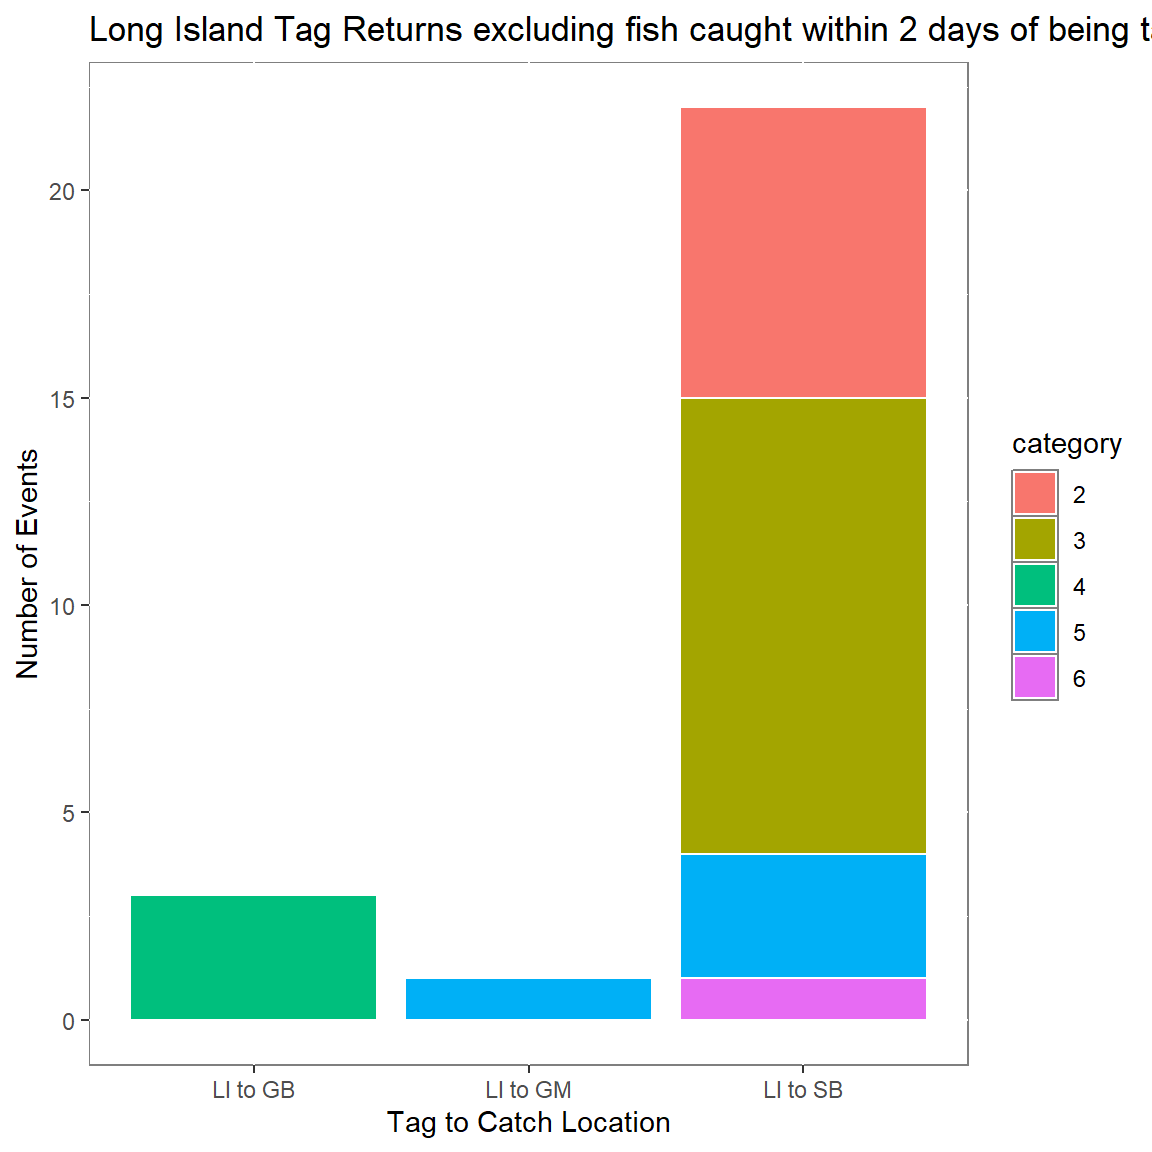 Long Island Tag Returns excluding fish caught within 2 days of being
Number of Events
20
15
10
5
0
LI to GB
LI to GM
LI to SB
Tag to Catch Location
category
2
3
4
5
6